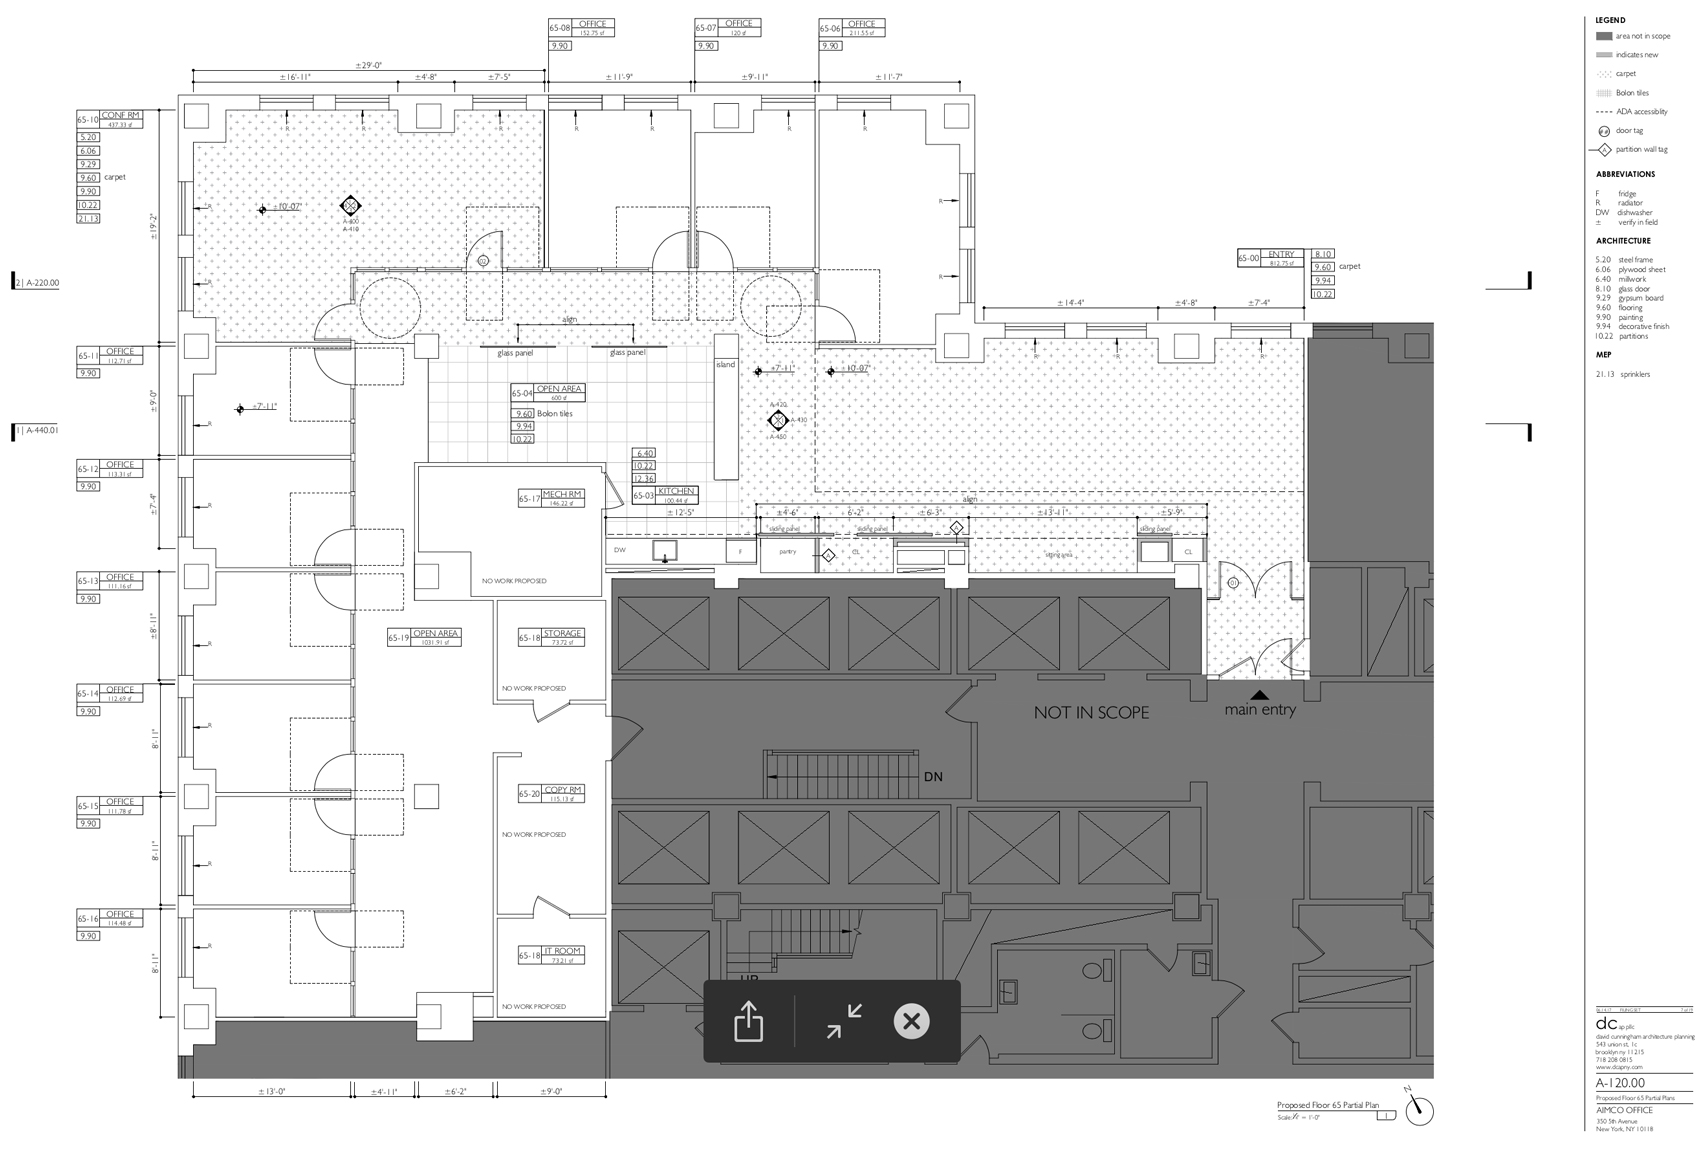 65-08 OFFICE
152.75 sf
9.90
65-07 OFFICE
120 sf
9.90
65-06 OFFICE
211.55 sf
9.90
±29'-0"
±16'-11" ±4'-8" ±7'-5" ±11'-9" ±9'-11" ±11'-7"
65-10 CONF RM
437.33 sf
5.20
6.06
9.29
9.60 carpet
9.90
10.22
21.13
R R R R R R R
±19'-2"
R
±10'-07"
A-400
A-410
R
02
R
R
2 | A-220.00
65-00 ENTRY
812.75 sf
8.10
9.60 carpet
9.94
10.22
±14'-4" ±4'-8" ±7'-4"
R R R
align
glass panel glass panel
island
±7'-11" ±10'-07"
65-11 OFFICE
112.71 sf
9.90
±9'-0"
±7'-11"
R
65-04 OPEN AREA
600 sf
9.60 Bolon tiles
9.94
10.22
A-420
A-430
A-450
1 | A-440.01
6.40
10.22
12.36
65-03 KITCHEN
100.44 sf
65-12 OFFICE
113.31 sf
9.90
±7'-4"
R
65-17 MECH RM
146.22 sf
NO WORK PROPOSED
align
±12'-5" ±4'-6" 6'-2" ±6'-3" ±13'-11" ±5'-9"
sliding panel sliding panel sliding panel
A
DW F pantry A CL sitting area CL
01
65-13 OFFICE
111.16 sf
9.90
±8'-11"
R
65-19 OPEN AREA
1031.91 sf
65-18 STORAGE
73.72 sf
NO WORK PROPOSED
65-14 OFFICE
112.69 sf
9.90
8'-11"
R
NOT IN SCOPE
main entry
DN
65-15 OFFICE
111.78 sf
9.90
8'-11"
R
65-20 COPY RM
115.13 sf
NO WORK PROPOSED
65-16 OFFICE
114.48 sf
9.90
8'-11"
R
65-18 IT ROOM
73.21 sf
NO WORK PROPOSED
UP
±13'-0" ±4'-11" ±6'-2" ±9'-0"
Proposed Floor 65 Partial Plan
1
N
LEGEND
area not in scope
indicates new
carpet
Bolon tiles
ADA accessiblity
## door tag
A partition wall tag
ABBREVIATIONS
F fridge
R radiator
DW dishwasher
± verify in field
ARCHITECTURE
5.20 steel frame
6.06 plywood sheet
6.40 millwork
8.10 glass door
9.29 gypsum board
9.60 flooring
9.90 painting
9.94 decorative finish
10.22 partitions
MEP
21.13 sprinklers
dc ap pllc
david cunningham architecture planning
543 union st. 1c
brooklyn ny 11215
718 208 0815
www.dcapny.com
A-120.00
Proposed Floor 65 Partial Plans
AIMCO OFFICE
350 5th Avenue
New York, NY 10118